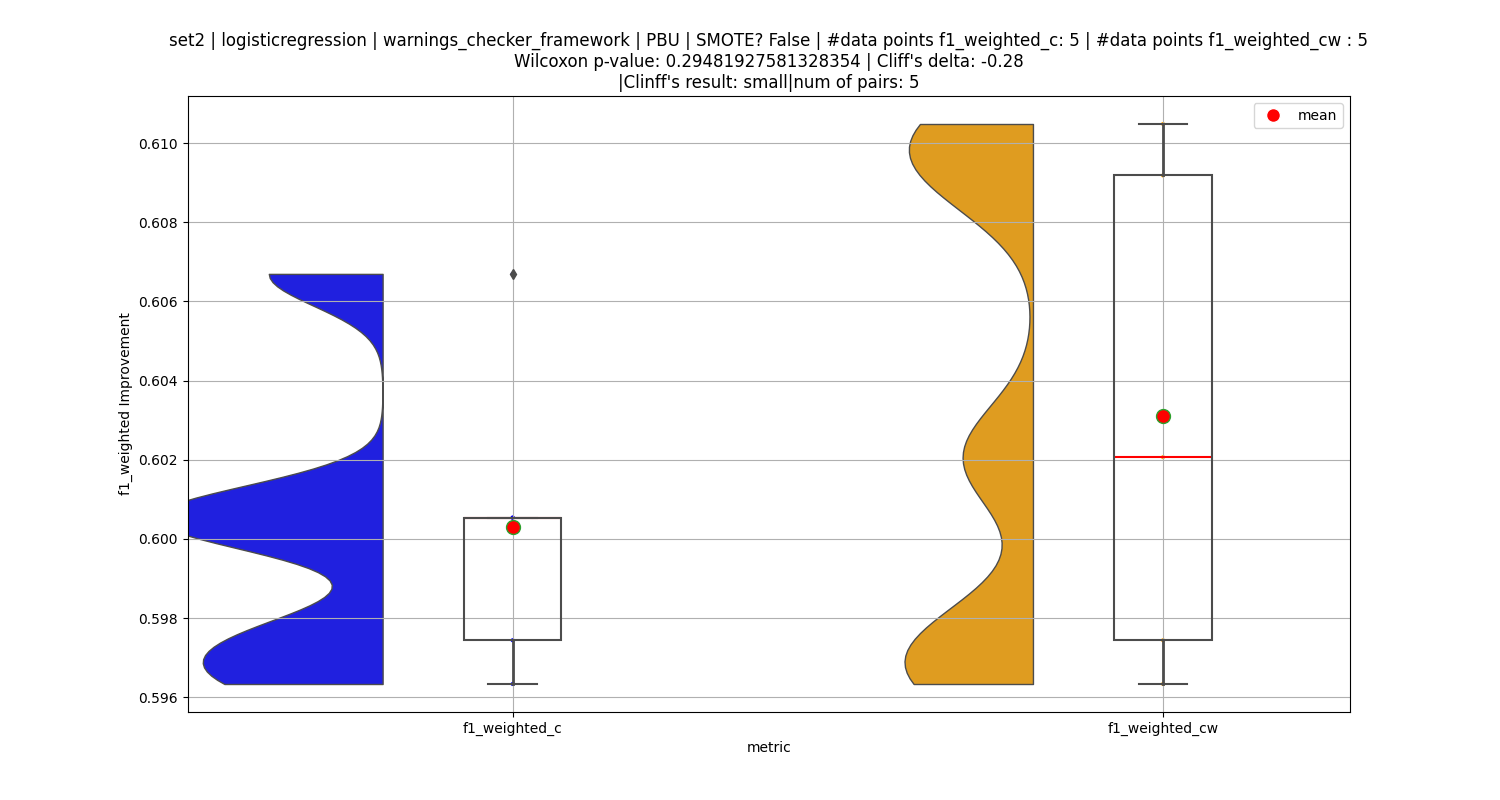 set2 | logisticregression | warnings_checker_framework | PBU | SMOTE? False | #data points f1_weighted_c: 5 | #data points f1_weighted_cw : 5
Wilcoxon p-value: 0.29481927581328354 | Cliff's delta: -0.28
|Clinff's result: small|num of pairs: 5
mean
0.610
0.608
0.606
0.604
0.602
0.600
0.598
0.596
f1_weighted Improvement
f1_weighted_c
f1_weighted_cw
metric